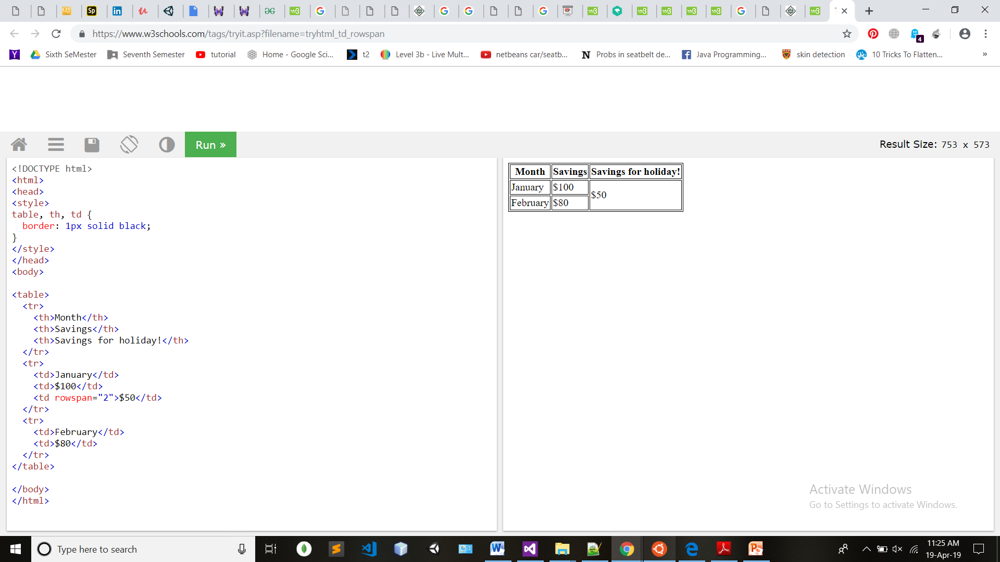 https://www.w3schools.com/tags/tryit.asp?filename=tryhtml_td_rowspan
4
Sixth SeMester Seventh Semester tutorial Home - Google Sci... t2 Level 3b - Live Mult... netbeans car/seatb... Probs in seatbelt de... Java Programming... skin detection 10 Tricks To Flatten... »
Run » Result Size: 753 x 573
<!DOCTYPE html>
<html>
<head>
<style>
table, th, td {
  border: 1px solid black;
}
</style>
</head>
<body>
<table>
  <tr>
    <th>Month</th>
    <th>Savings</th>
    <th>Savings for holiday!</th>
  </tr>
  <tr>
    <td>January</td>
    <td>$100</td>
    <td rowspan="2">$50</td>
  </tr>
  <tr>
    <td>February</td>
    <td>$80</td>
  </tr>
</table>
</body>
</html>
Month Savings Savings for holiday!
January $100
$50
February $80
Activate Windows
Go to Settings to activate Windows.
Type here to search
11:25 AM
19-Apr-19